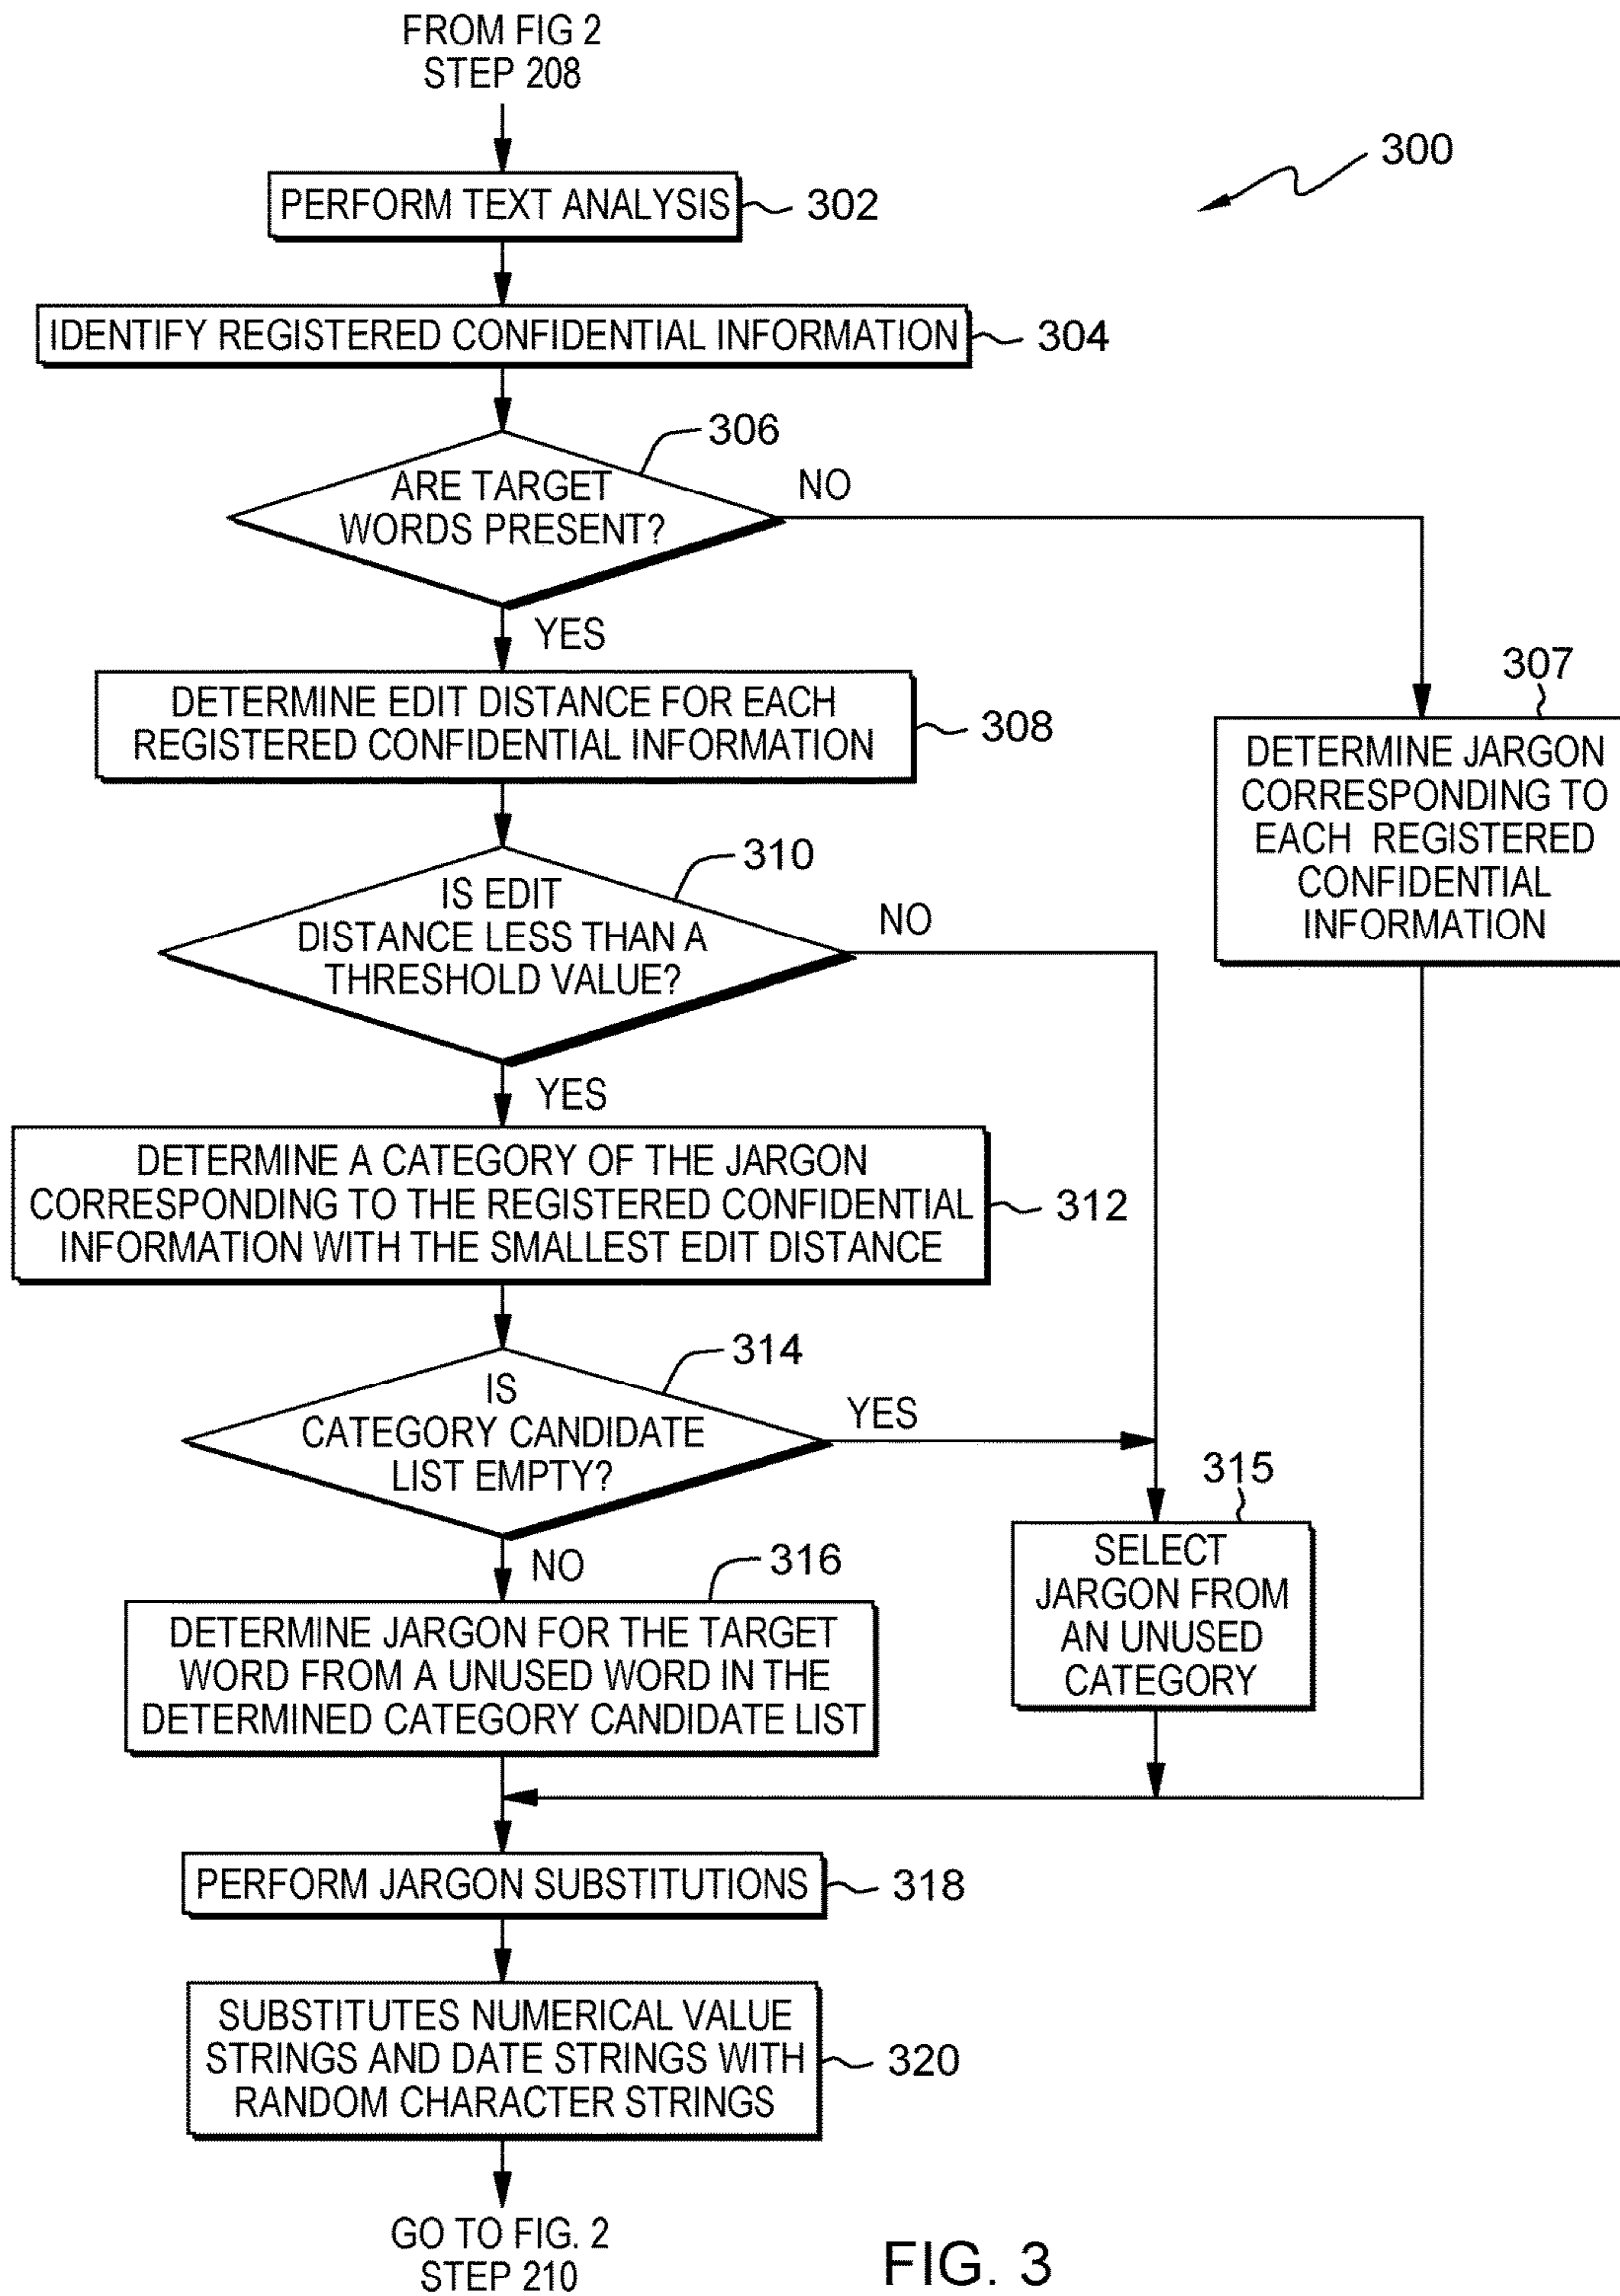 FROM FIG 2
STEP 208
300
PERFORM TEXT ANALYSIS
302
IDENTIFY REGISTERED CONFIDENTIAL INFORMATION
304
306
ARE TARGET
WORDS PRESENT?
NO
YES
307
DETERMINE JARGON
CORRESPONDING TO
EACH REGISTERED
CONFIDENTIAL
INFORMATION
DETERMINE EDIT DISTANCE FOR EACH
REGISTERED CONFIDENTIAL INFORMATION
308
310
IS EDIT
DISTANCE LESS THAN A
THRESHOLD VALUE?
NO
YES
DETERMINE A CATEGORY OF THE JARGON
CORRESPONDING TO THE REGISTERED CONFIDENTIAL
INFORMATION WITH THE SMALLEST EDIT DISTANCE
312
314
IS
CATEGORY CANDIDATE
LIST EMPTY?
YES
NO
315
SELECT
JARGON FROM
AN UNUSED
CATEGORY
316
DETERMINE JARGON FOR THE TARGET
WORD FROM A UNUSED WORD IN THE
DETERMINED CATEGORY CANDIDATE LIST
PERFORM JARGON SUBSTITUTIONS
318
SUBSTITUTES NUMERICAL VALUE
STRINGS AND DATE STRINGS WITH
RANDOM CHARACTER STRINGS
320
GO TO FIG. 2
STEP 210
FIG. 3